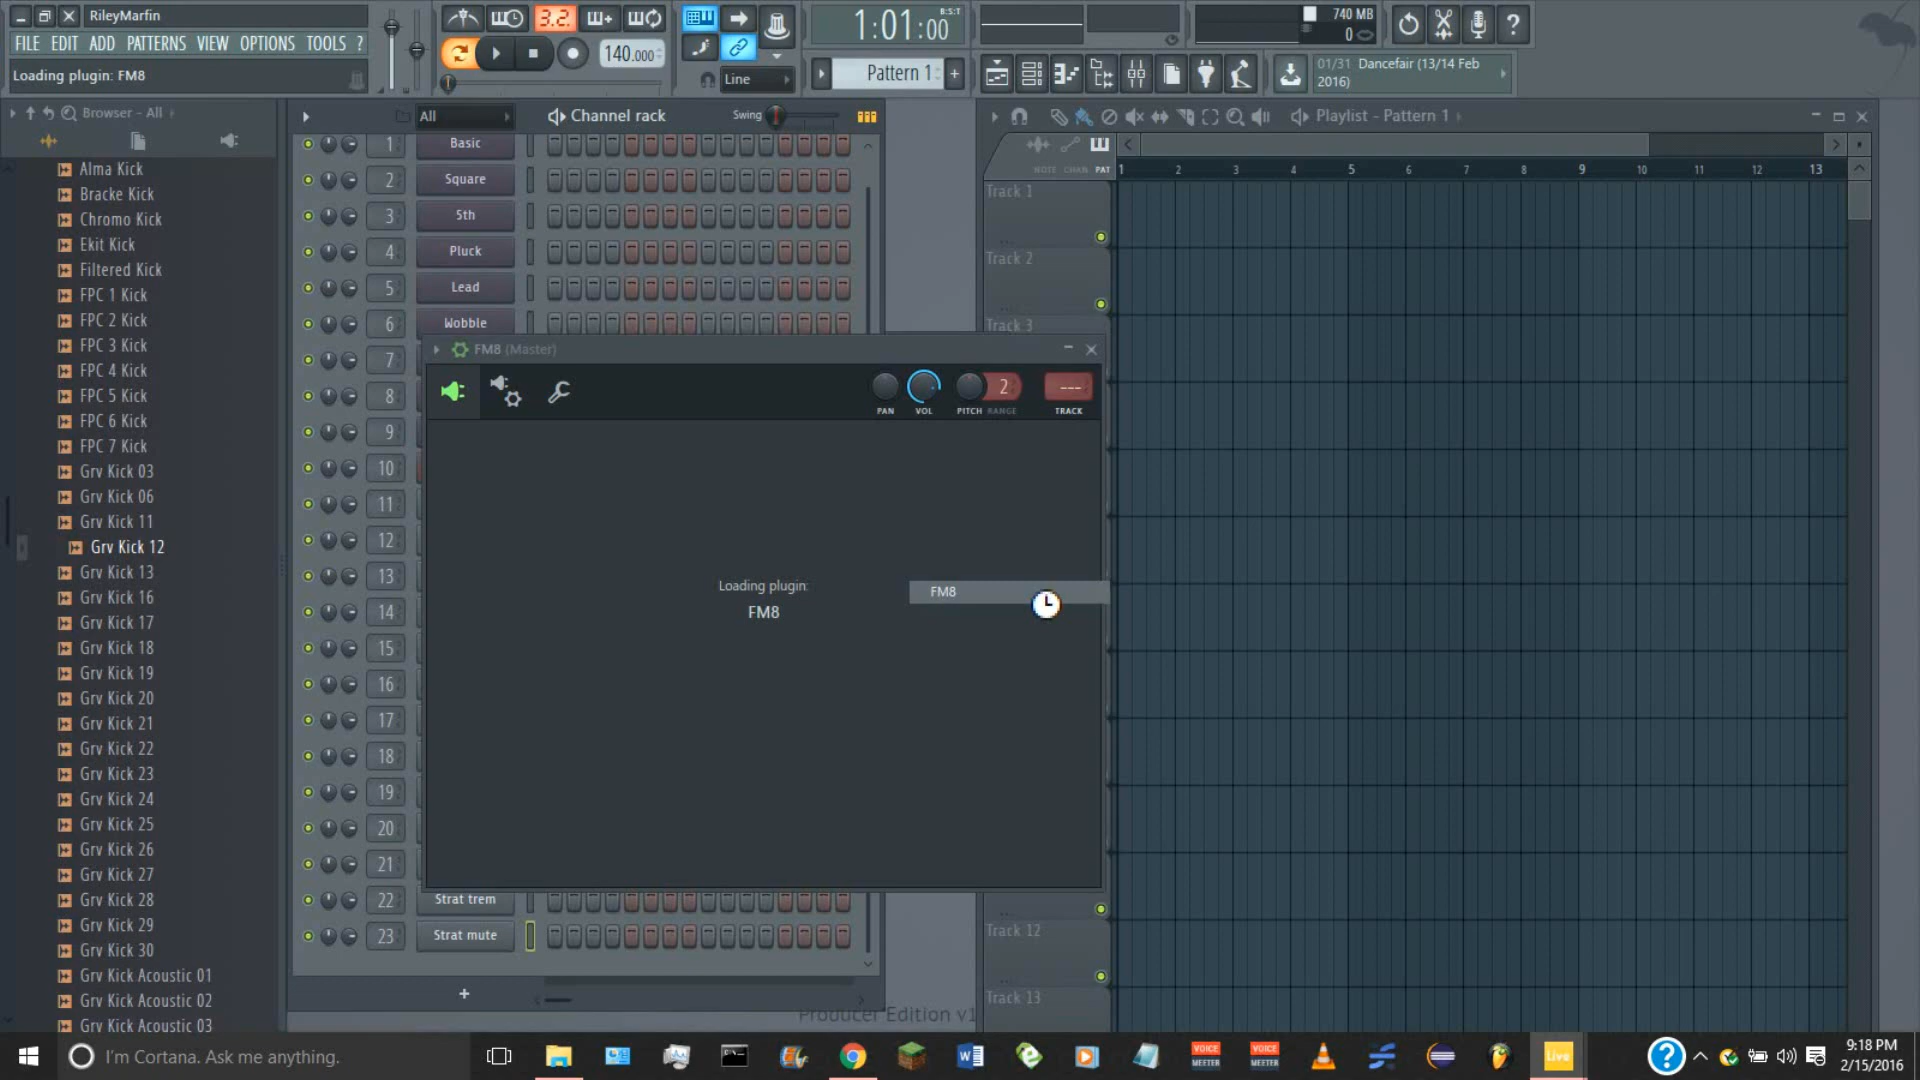 RileyMarfin
FILE EDIT ADD PATTERNS VIEW OPTIONS TOOLS ?
Loading plugin: FM8
3.2.
140.000
Line
1:01:00
B:S:T
Pattern 1
+
740 MB
0
?
01/31 Dancefair (13/14 Feb
2016)
Browser - All
Alma Kick
Bracke Kick
Chromo Kick
Ekit Kick
Filtered Kick
FPC 1 Kick
FPC 2 Kick
FPC 3 Kick
FPC 4 Kick
FPC 5 Kick
FPC 6 Kick
FPC 7 Kick
Grv Kick 03
Grv Kick 06
Grv Kick 11
Grv Kick 12
Grv Kick 13
Grv Kick 16
Grv Kick 17
Grv Kick 18
Grv Kick 19
Grv Kick 20
Grv Kick 21
Grv Kick 22
Grv Kick 23
Grv Kick 24
Grv Kick 25
Grv Kick 26
Grv Kick 27
Grv Kick 28
Grv Kick 29
Grv Kick 30
Grv Kick Acoustic 01
Grv Kick Acoustic 02
Grv Kick Acoustic 03
All
Channel rack
Swing
1 Basic
2 Square
3 5th
4 Pluck
5 Lead
6 Wobble
7
8
9
10
11
12
13
14
15
16
17
18
19
20
21
22 Strat trem
23 Strat mute
+
FM8 (Master)
2
---
PAN VOL PITCH RANGE TRACK
Loading plugin:
FM8
FM8
Producer Edition v1
Playlist - Pattern 1
NOTE CHAN PAT
1 2 3 4 5 6 7 8 9 10 11 12 13
Track 1
Track 2
Track 3
Track 12
Track 13
I'm Cortana. Ask me anything.
VOICE
MEETER
VOICE
MEETER
Live
?
9:18 PM
2/15/2016